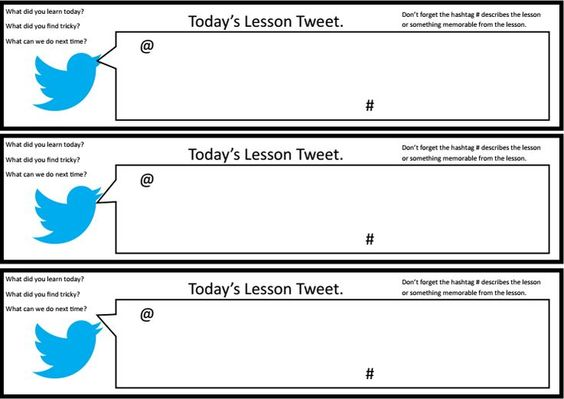 What did you learn today?
What did you find tricky?
What can we do next time?
Today's Lesson Tweet.
Don't forget the hashtag # describes the lesson
or something memorable from the lesson.
@
#
What did you learn today?
What did you find tricky?
What can we do next time?
Today's Lesson Tweet.
Don't forget the hashtag # describes the lesson
or something memorable from the lesson.
@
#
What did you learn today?
What did you find tricky?
What can we do next time?
Today's Lesson Tweet.
Don't forget the hashtag # describes the lesson
or something memorable from the lesson.
@
#